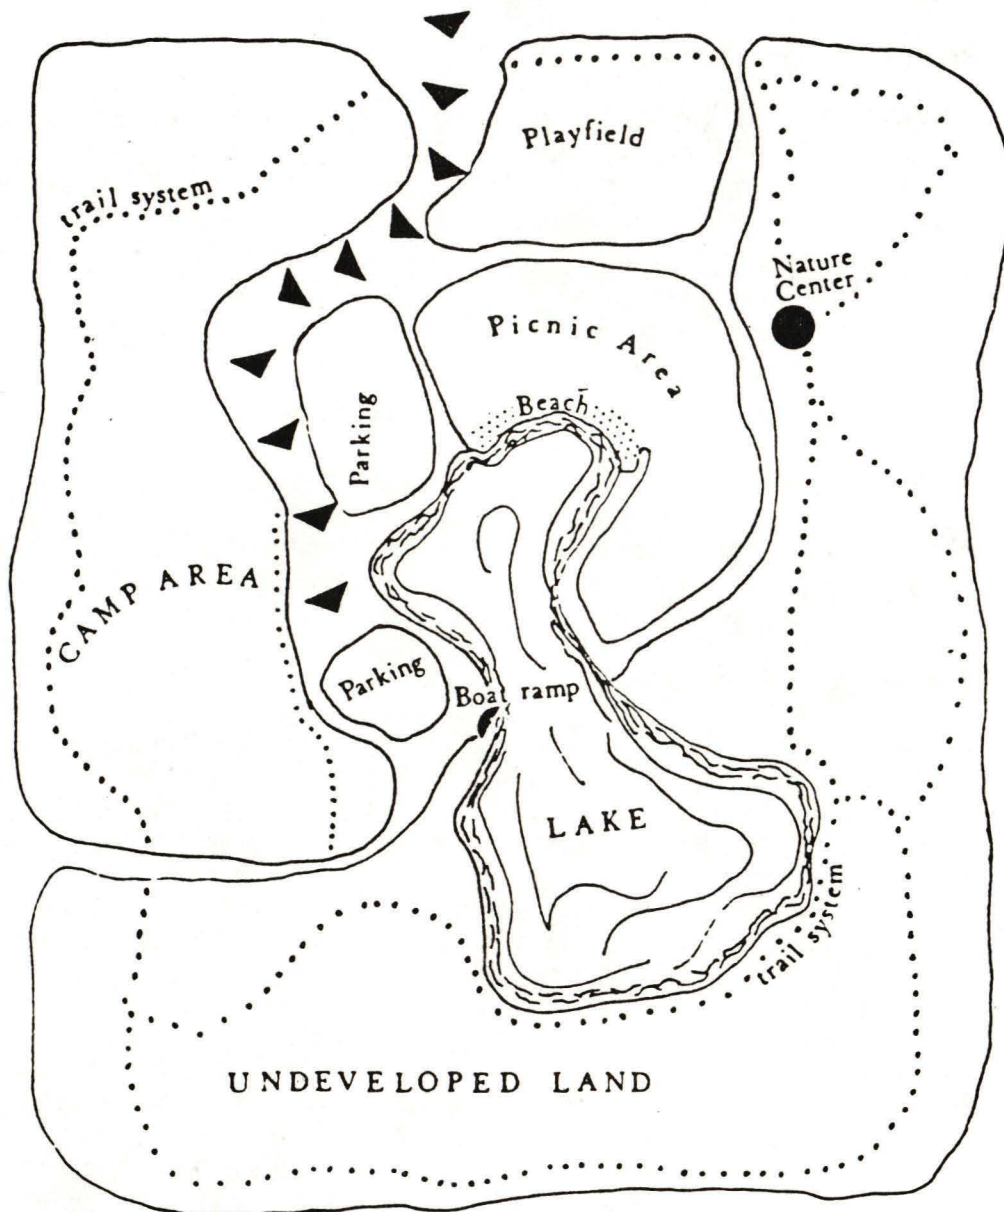 Playfield
trail system
Nature
Center
Picnic Area
Beach
Parking
CAMP AREA
Parking
Boat ramp
LAKE
trail system
UNDEVELOPED LAND